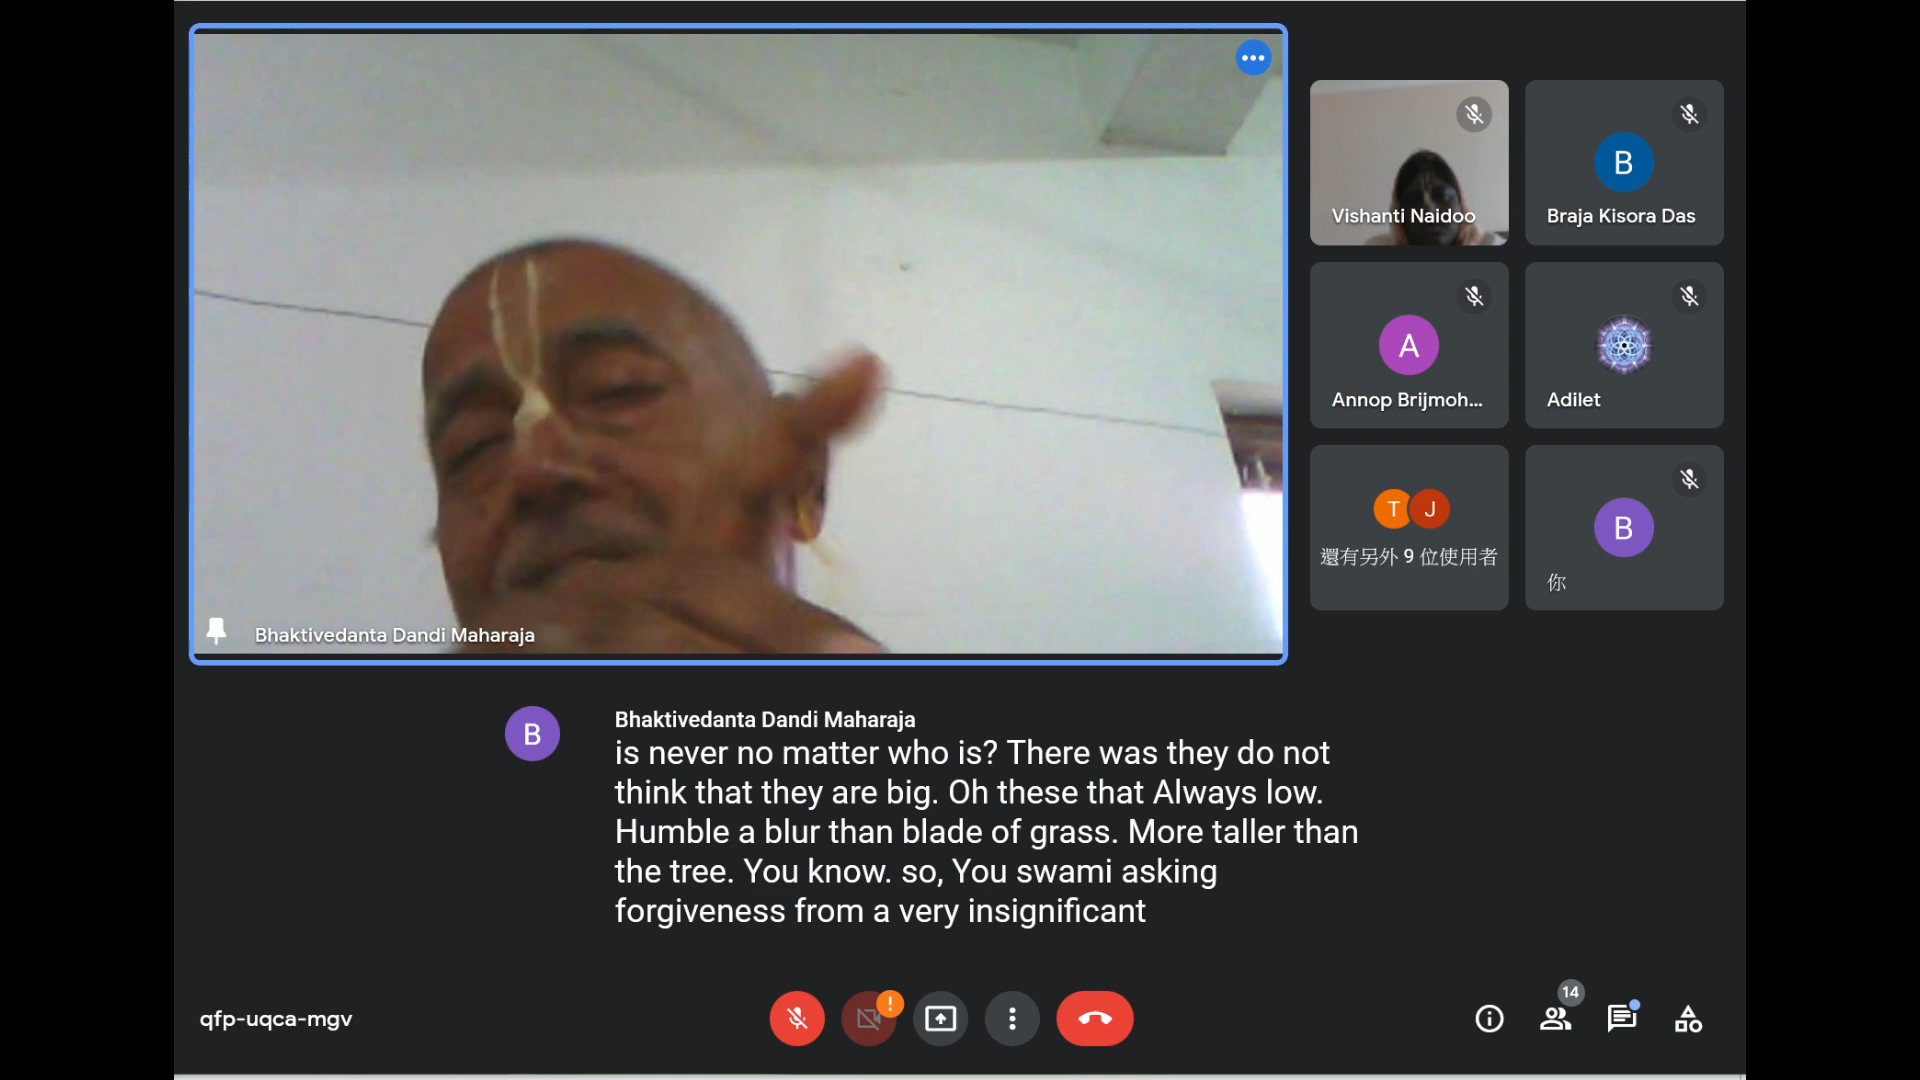 Bhaktivedanta Dandi Maharaja
Vishanti Naidoo
B
Braja Kisora Das
A
Annop Brijmoh...
Adilet
T J
還有另外 9 位使用者
B
你
B
Bhaktivedanta Dandi Maharaja
is never no matter who is? There was they do not
think that they are big. Oh these that Always low.
Humble a blur than blade of grass. More taller than
the tree. You know. so, You swami asking
forgiveness from a very insignificant
qfp-uqca-mgv
!
14